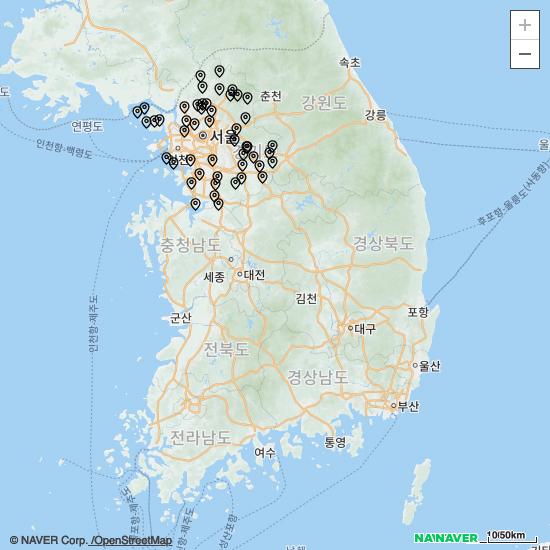 +
−
속초
춘천
강원도
강릉
연평도
서울
인천항-백령도
울
후포항-울릉도(시동항)
충청남도
경상북도
세종
대전
김천
인천항-제주도
군산
포항
전북도
대구
경상남도
울산
부산
전라남도
여수
통영
© NAVER Corp. /OpenStreetMap
NAVER
10/50km